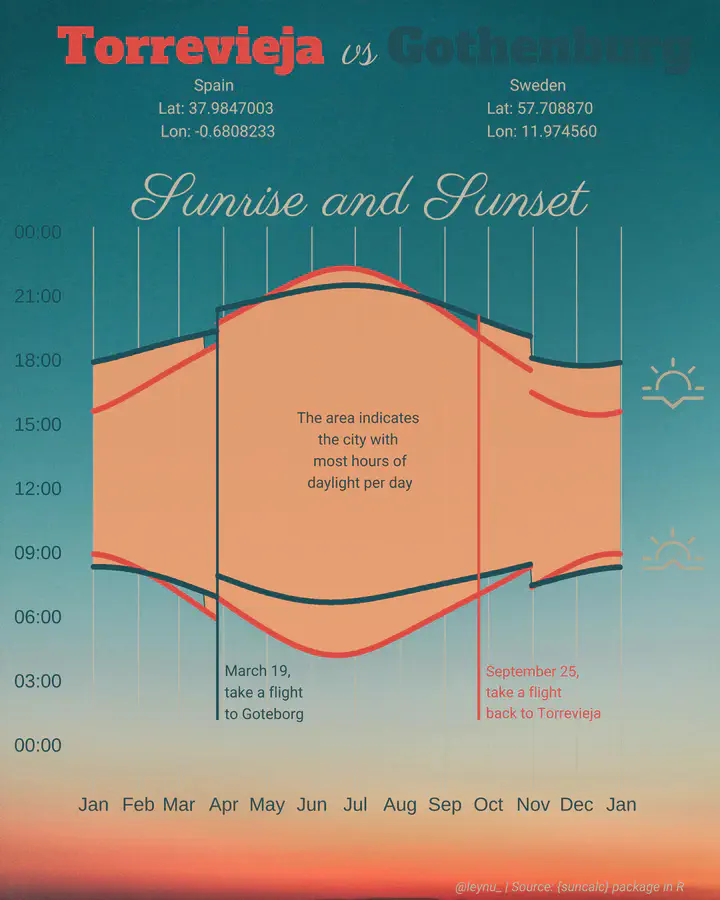 Torrevieja vs Gothenburg
Spain
Lat: 37.9847003
Lon: -0.6808233
Sweden
Lat: 57.708870
Lon: 11.974560
Sunrise and Sunset
00:00
21:00
18:00
15:00
12:00
09:00
06:00
03:00
00:00
The area indicates
the city with
most hours of
daylight per day
March 19,
take a flight
to Goteborg
September 25,
take a flight
back to Torrevieja
Jan Feb Mar Apr May Jun Jul Aug Sep Oct Nov Dec Jan
@leynu_ | Source: {suncalc} package in R